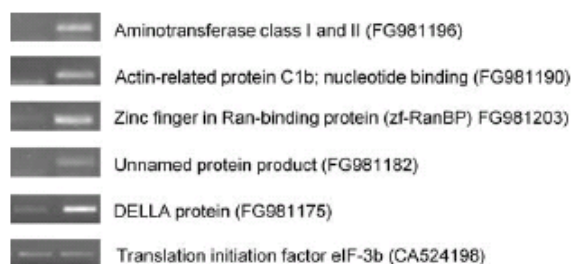 Aminotransferase class I and II (FG981196)
Actin-related protein C1b; nucleotide binding (FG981190)
Zinc finger in Ran-binding protein (zf-RanBP) FG981203)
Unnamed protein product (FG981182)
DELLA protein (FG981175)
Translation initiation factor eIF-3b (CA524198)